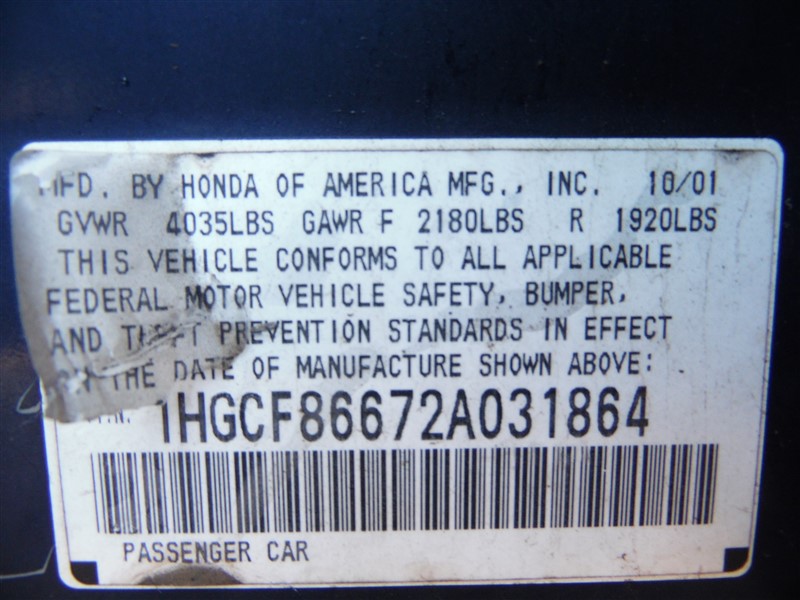 MFD. BY HONDA OF AMERICA MFG., INC. 10/01
GVWR 4035LBS GAWR F 2180LBS R 1920LBS
THIS VEHICLE CONFORMS TO ALL APPLICABLE
FEDERAL MOTOR VEHICLE SAFETY, BUMPER,
AND THEFT PREVENTION STANDARDS IN EFFECT
ON THE DATE OF MANUFACTURE SHOWN ABOVE:
V.I.N. 1HGCF86672A031864
PASSENGER CAR